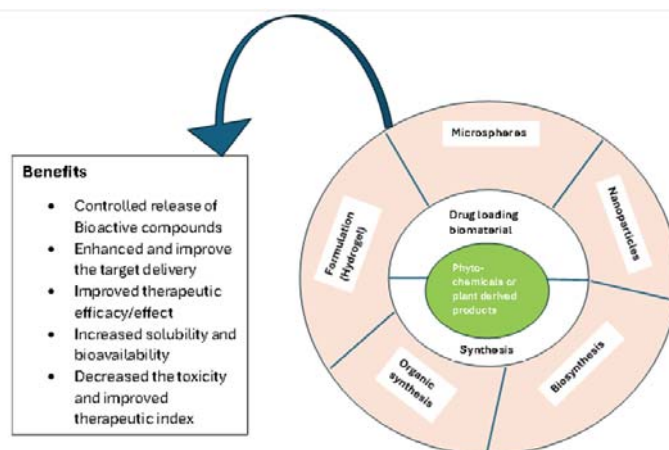 Benefits
• Controlled release of
Bioactive compounds
• Enhanced and improve
the target delivery
• Improved therapeutic
efficacy/effect
• Increased solubility and
bioavailability
• Decreased the toxicity
and improved
therapeutic index
Microspheres
Nanoparticles
Formulation
(Hydrogel)
Drug loading
biomaterial
Phyto-
chemicals or
plant derived
products
Synthesis
Organic
synthesis
Biosynthesis